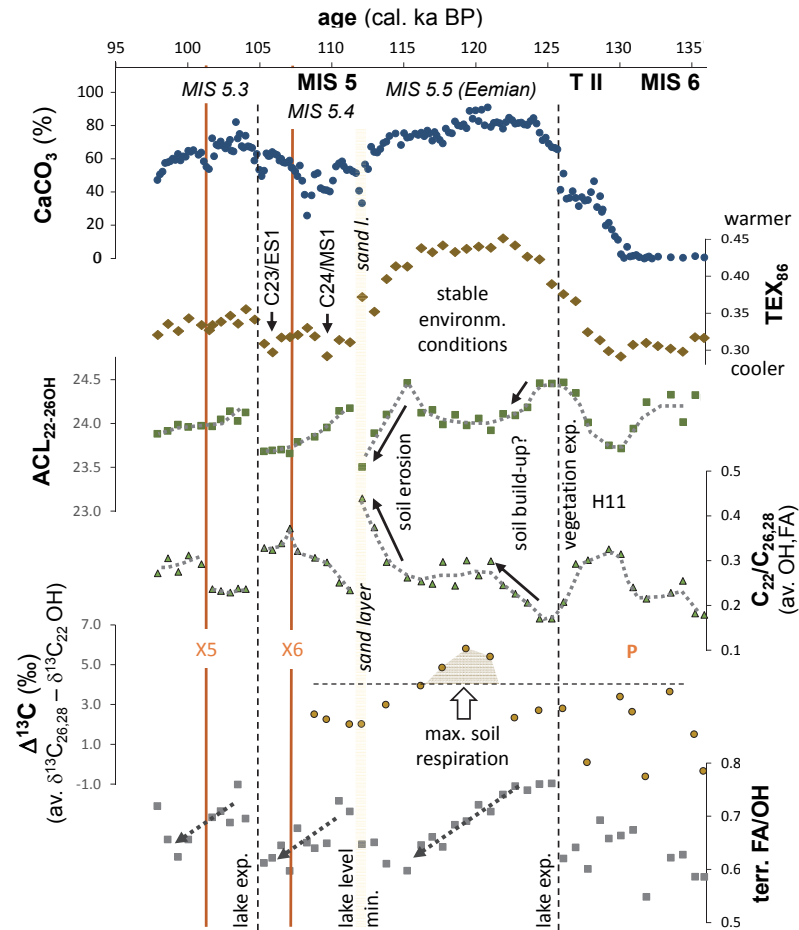 age (cal. ka BP)
95 100 105 110 115 120 125 130 135
MIS 5.3 MIS 5 MIS 5.5 (Eemian) T II MIS 6
MIS 5.4
CaCO₃ (%)
100
80
60
40
20
0
sand l.
C23/ES1
C24/MS1
warmer
0.45
0.40
0.35
0.30
TEX₈₆
cooler
stable
environm.
conditions
ACL₂₂₋₂₆OH
24.5
24.0
23.5
23.0
soil erosion
soil build-up?
vegetation exp.
H11
0.5
0.4
0.3
0.2
0.1
C₂₂/C₂₆,₂₈
(av. OH,FA)
sand layer
X5 X6 P
Δ¹³C (‰)
(av. δ¹³C₂₆,₂₈ – δ¹³C₂₂ OH)
7.0
5.0
3.0
1.0
-1.0
max. soil
respiration
0.8
0.7
0.6
0.5
terr. FA/OH
lake exp.
lake level
min.
lake exp.